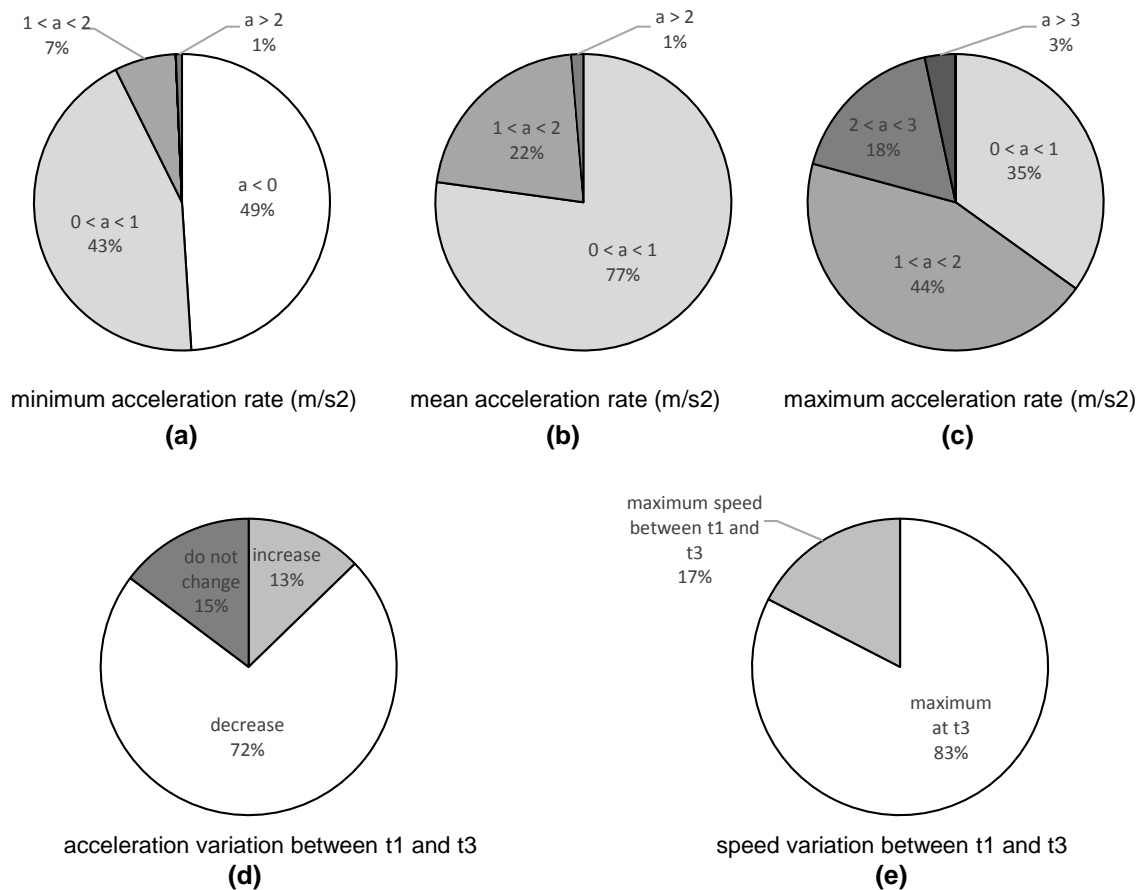 1 < a < 2
7%
a > 2
1%
a < 0
49%
0 < a < 1
43%
minimum acceleration rate (m/s2)
(a)
a > 2
1%
1 < a < 2
22%
0 < a < 1
77%
mean acceleration rate (m/s2)
(b)
a > 3
3%
2 < a < 3
18%
0 < a < 1
35%
1 < a < 2
44%
maximum acceleration rate (m/s2)
(c)
do not
change
15%
increase
13%
decrease
72%
acceleration variation between t1 and t3
(d)
maximum speed
between t1 and
t3
17%
maximum
at t3
83%
speed variation between t1 and t3
(e)